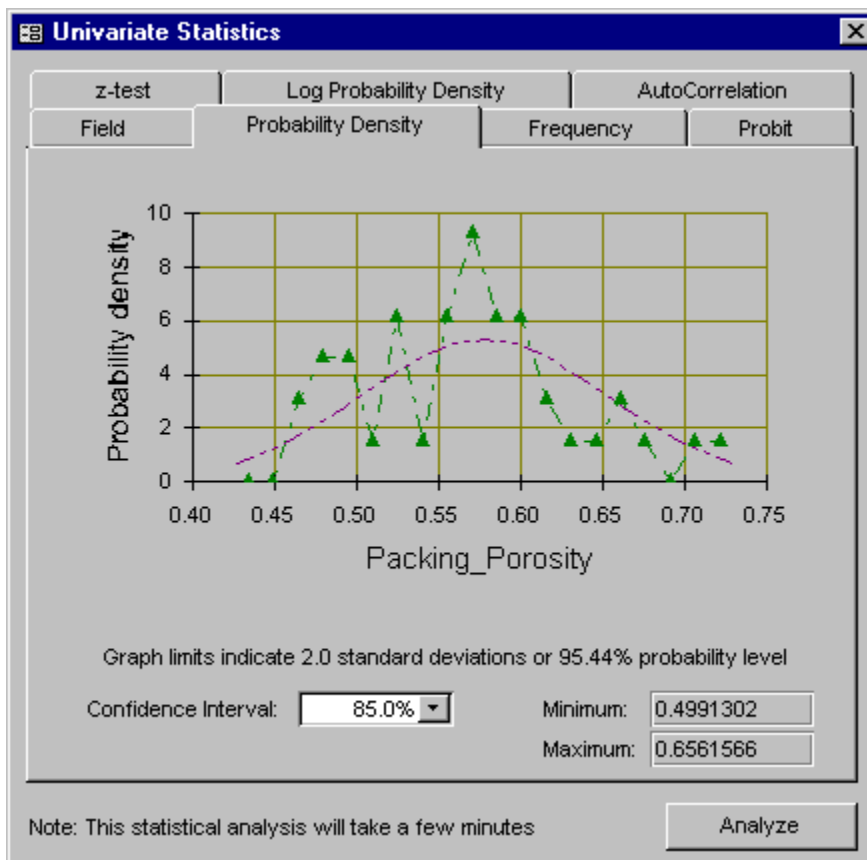 Univariate Statistics
z-test Log Probability Density AutoCorrelation
Field Probability Density Frequency Probit
Probability density
10
8
6
4
2
0
0.40 0.45 0.50 0.55 0.60 0.65 0.70 0.75
Packing_Porosity
Graph limits indicate 2.0 standard deviations or 95.44% probability level
Confidence Interval: 85.0% Minimum: 0.4991302
Maximum: 0.6561566
Note: This statistical analysis will take a few minutes Analyze